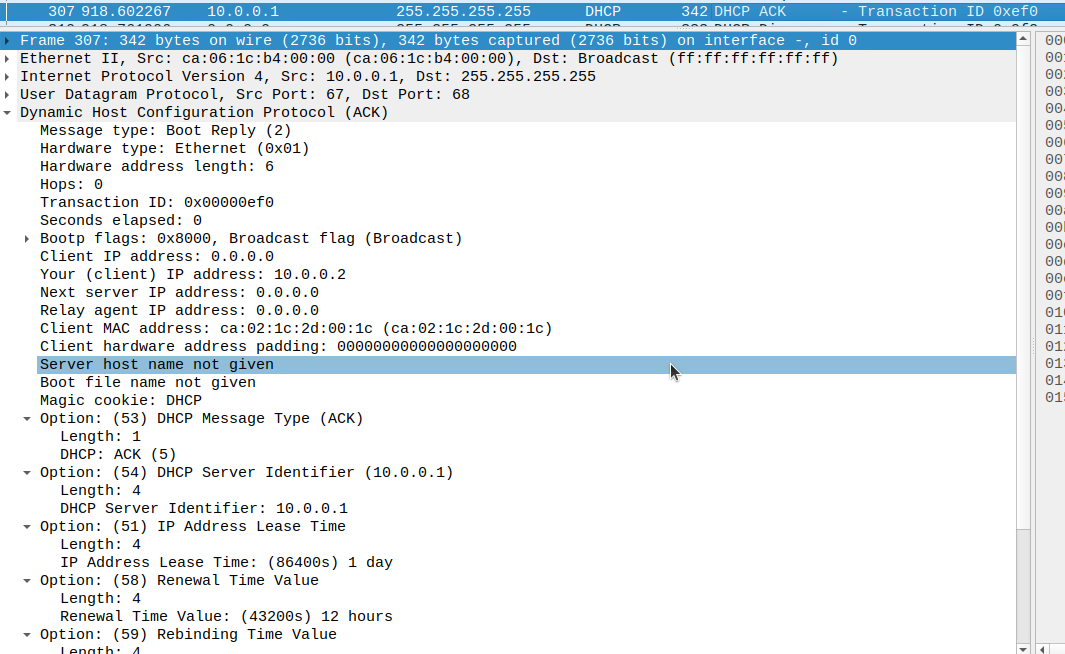 307 918.602267 10.0.0.1 255.255.255.255 DHCP 342 DHCP ACK - Transaction ID 0xef0
Frame 307: 342 bytes on wire (2736 bits), 342 bytes captured (2736 bits) on interface -, id 0
Ethernet II, Src: ca:06:1c:b4:00:00 (ca:06:1c:b4:00:00), Dst: Broadcast (ff:ff:ff:ff:ff:ff)
Internet Protocol Version 4, Src: 10.0.0.1, Dst: 255.255.255.255
User Datagram Protocol, Src Port: 67, Dst Port: 68
Dynamic Host Configuration Protocol (ACK)
Message type: Boot Reply (2)
Hardware type: Ethernet (0x01)
Hardware address length: 6
Hops: 0
Transaction ID: 0x00000ef0
Seconds elapsed: 0
Bootp flags: 0x8000, Broadcast flag (Broadcast)
Client IP address: 0.0.0.0
Your (client) IP address: 10.0.0.2
Next server IP address: 0.0.0.0
Relay agent IP address: 0.0.0.0
Client MAC address: ca:02:1c:2d:00:1c (ca:02:1c:2d:00:1c)
Client hardware address padding: 00000000000000000000
Server host name not given
Boot file name not given
Magic cookie: DHCP
Option: (53) DHCP Message Type (ACK)
Length: 1
DHCP: ACK (5)
Option: (54) DHCP Server Identifier (10.0.0.1)
Length: 4
DHCP Server Identifier: 10.0.0.1
Option: (51) IP Address Lease Time
Length: 4
IP Address Lease Time: (86400s) 1 day
Option: (58) Renewal Time Value
Length: 4
Renewal Time Value: (43200s) 12 hours
Option: (59) Rebinding Time Value
Length: 4